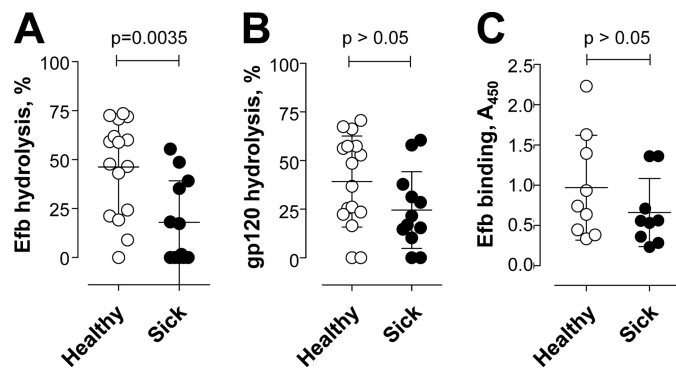 A
p=0.0035
Efb hydrolysis, %
100
75
50
25
0
Healthy
Sick
B
p > 0.05
gp120 hydrolysis, %
100
75
50
25
0
Healthy
Sick
C
p > 0.05
Efb binding, A450
2.5
2.0
1.5
1.0
0.5
0.0
Healthy
Sick